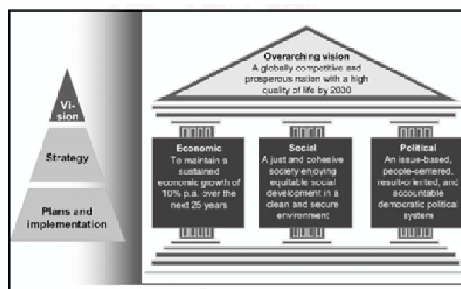 Overarching vision
A globally competitive and
prosperous nation with a high
quality of life by 2030
Vi-
sion
Strategy
Plans and
implementation
Economic
To maintain a
sustained
economic growth of
10% p.a. over the
next 25 years
Social
A just and cohesive
society enjoying
equitable social
development in a
clean and secure
environment
Political
An issue-based,
people-centered,
result-oriented, and
accountable
democratic political
system